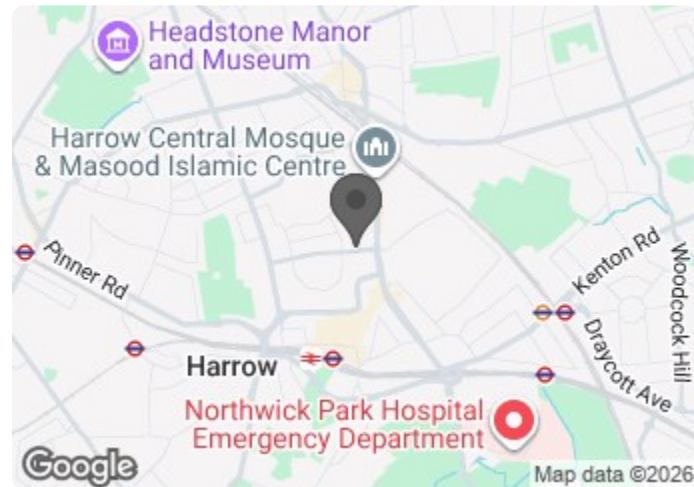 Headstone Manor
and Museum
Harrow Central Mosque
& Masood Islamic Centre
Pinner Rd
Kenton Rd
Woodcock Hill
Draycott Ave
Harrow
Northwick Park Hospital
Emergency Department
Google
Map data ©2026